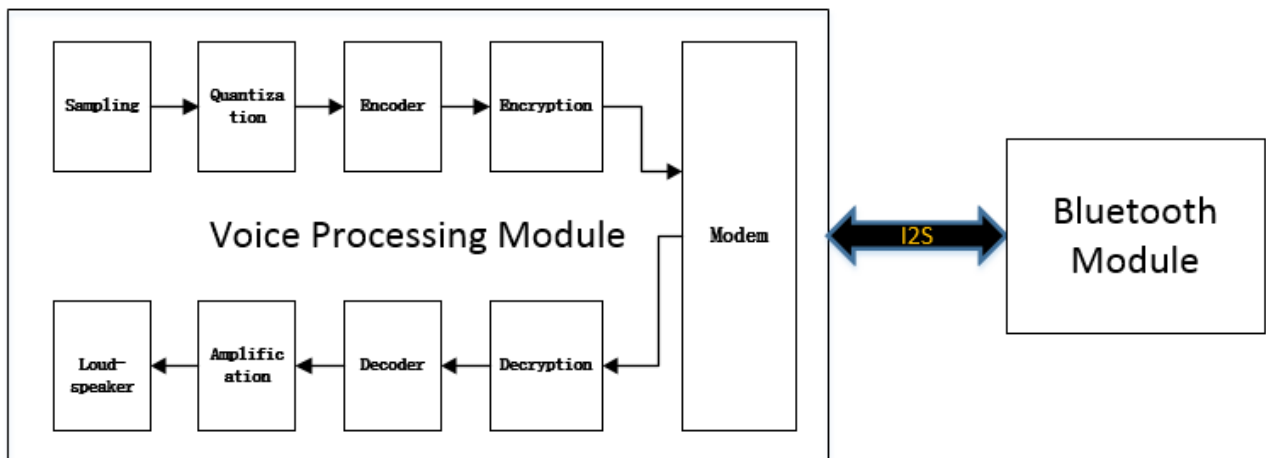 Sampling
Quantiza
tion
Encoder
Encryption
Voice Processing Module
Modem
I2S
Bluetooth
Module
Loud-
speaker
Amplific
ation
Decoder
Decryption